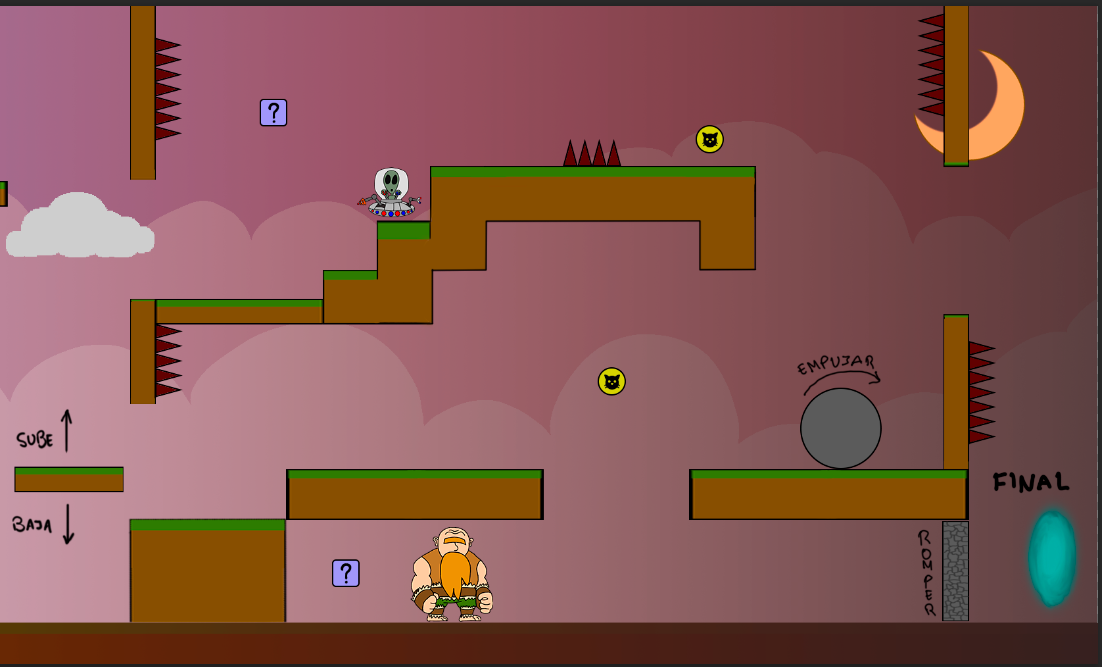 ?
EMPUJAR
SUBE
BAJA
FINAL
?
ROMPER